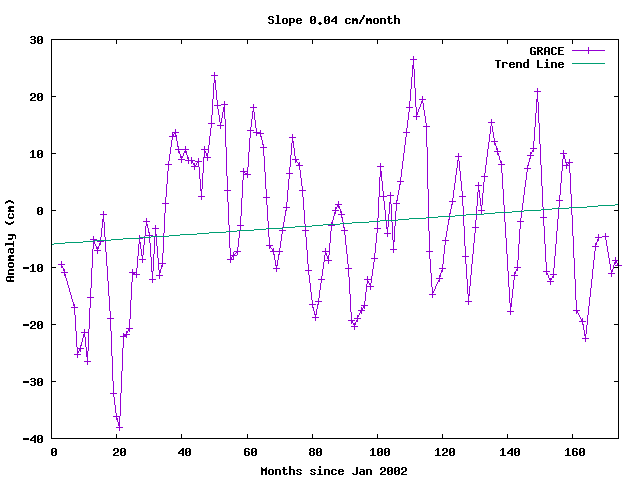 Slope 0.04 cm/month
GRACE
Trend Line
30
20
10
0
-10
-20
-30
-40
Anomaly (cm)
0 20 40 60 80 100 120 140 160
Months since Jan 2002